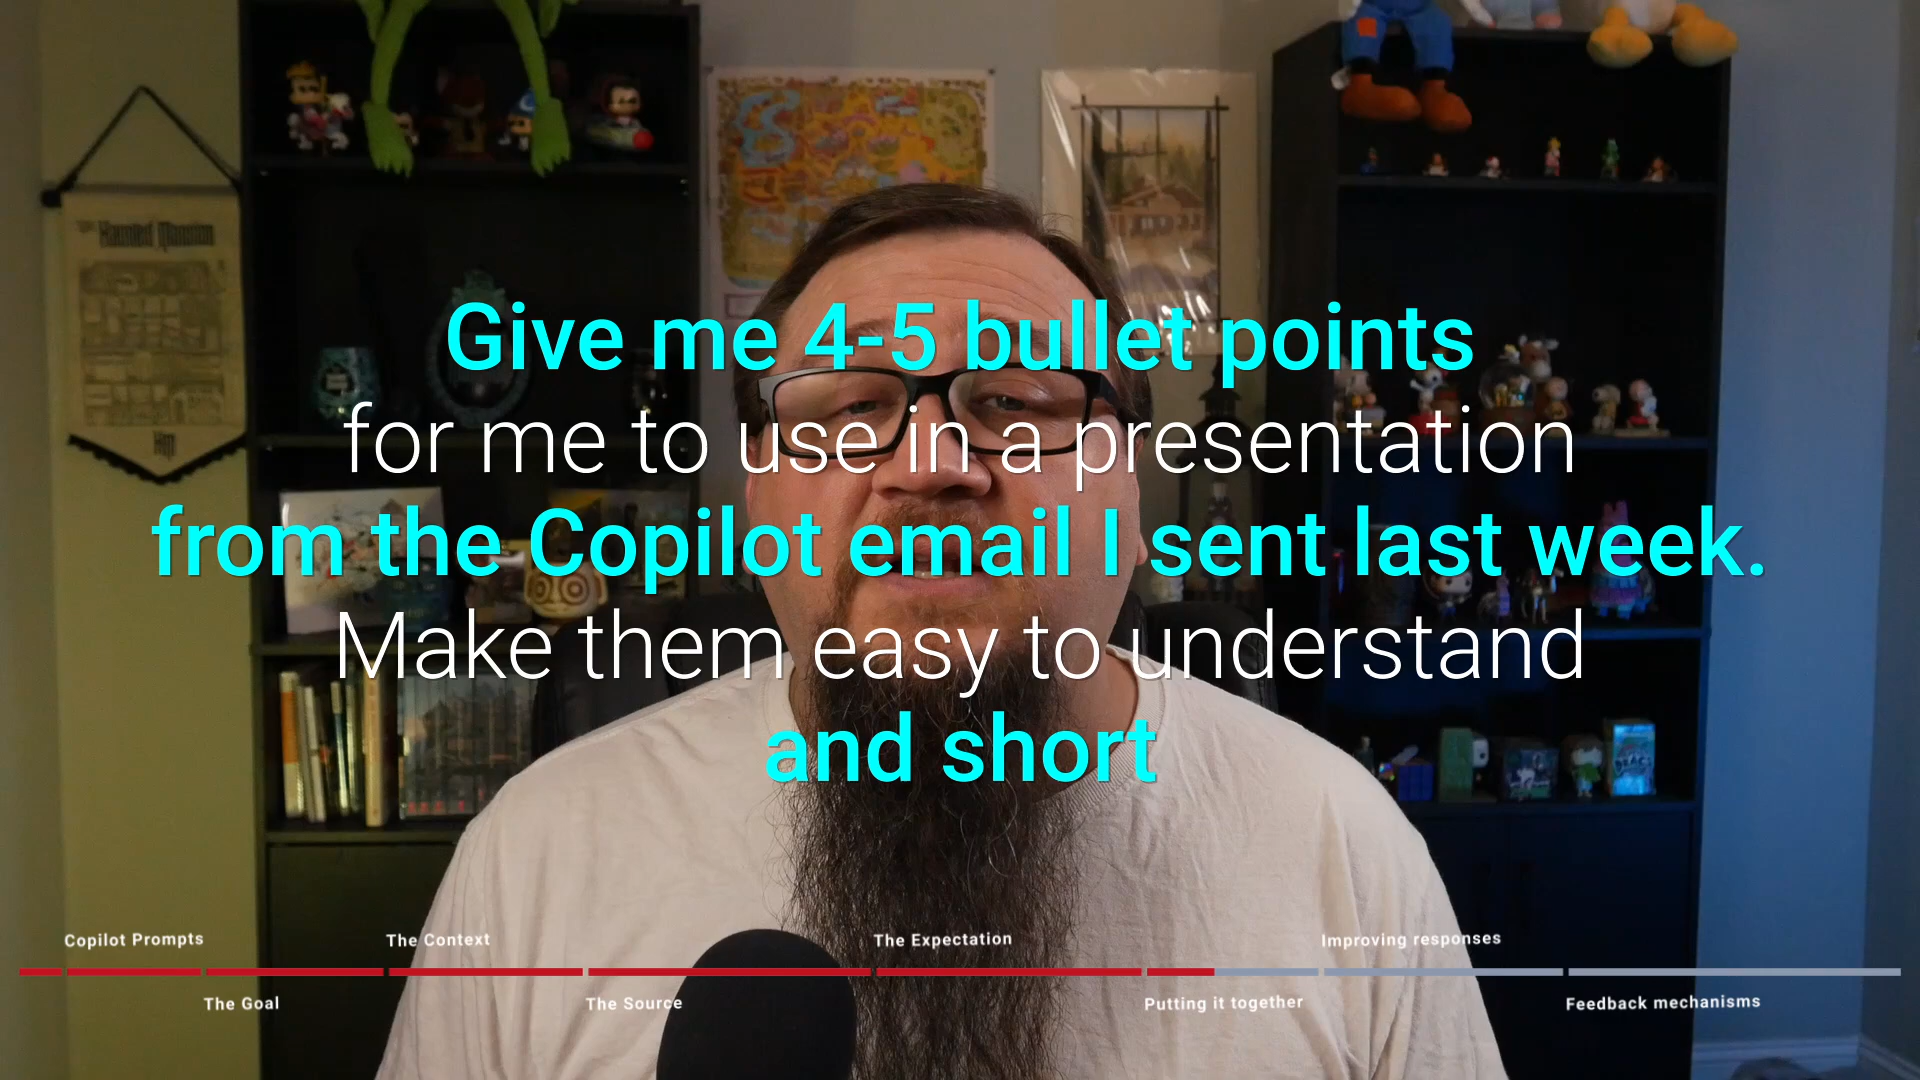 Haunted Mansion
Give me 4-5 bullet points
for me to use in a presentation
from the Copilot email I sent last week.
Make them easy to understand
and short
Copilot Prompts
The Context
The Expectation
Improving responses
The Goal
The Source
Putting it together
Feedback mechanisms